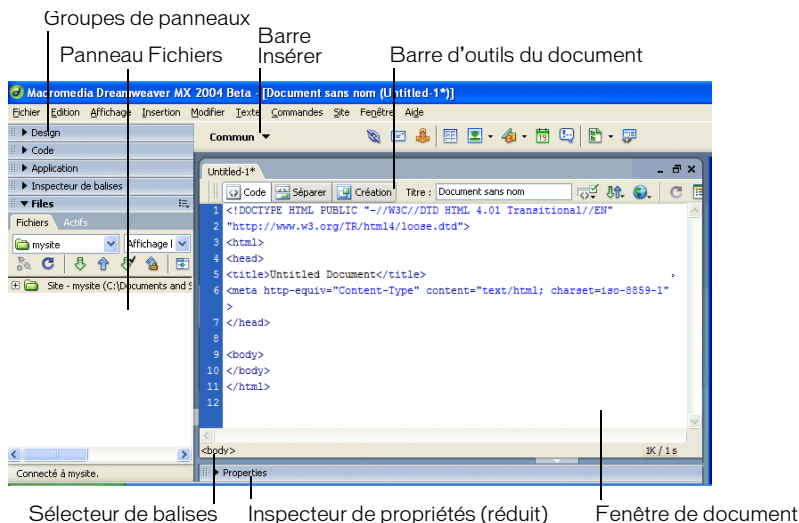 Groupes de panneaux
Barre
Insérer
Panneau Fichiers
Barre d'outils du document
Macromedia Dreamweaver MX 2004 Beta - [Document sans nom (Untitled-1*)]
Fichier Edition Affichage Insertion Modifier Texte Commandes Site Fenêtre Aide
Design
Code
Application
Inspecteur de balises
Files
Fichiers Actifs
mysite Affichage l
Site - mysite (C:\Documents and S
Connecté à mysite.
Commun
Untitled-1*
Code Séparer Création Titre : Document sans nom
1 <!DOCTYPE HTML PUBLIC "-//W3C//DTD HTML 4.01 Transitional//EN"
2 "http://www.w3.org/TR/html4/loose.dtd">
3 <html>
4 <head>
5 <title>Untitled Document</title>
6 <meta http-equiv="Content-Type" content="text/html; charset=iso-8859-1"
>
7 </head>
8
9 <body>
10 </body>
11 </html>
12
<body> 1K / 1 s
Properties
Sélecteur de balises
Inspecteur de propriétés (réduit)
Fenêtre de document